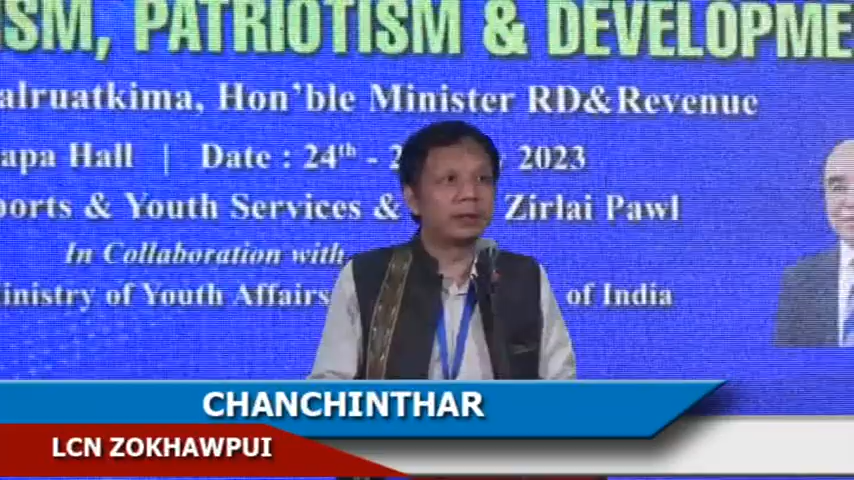 ISM, PATRIOTISM & DEVELOPME
alruatkima, Hon'ble Minister RD&Revenue
apa Hall | Date : 24th - 2 2023
ports & Youth Services & Zirlai Pawl
In Collaboration with
inistry of Youth Affairs of India
CHANCHINTHAR
LCN ZOKHAWPUI